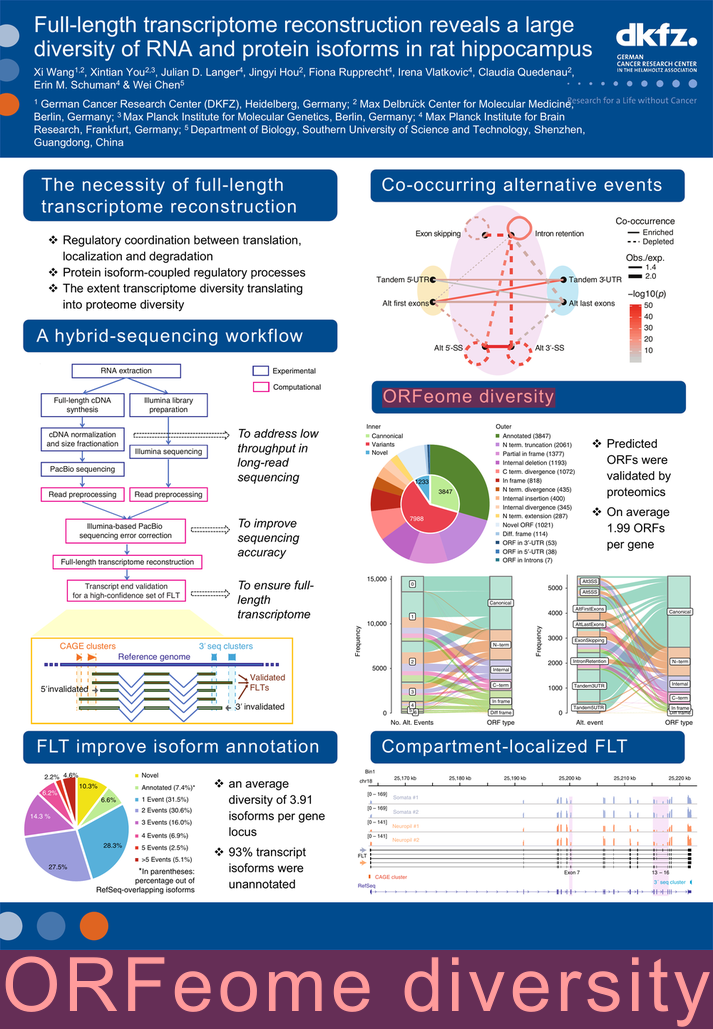 Full-length transcriptome reconstruction reveals a large
diversity of RNA and protein isoforms in rat hippocampus
Xi Wang1,2, Xintian You2,3, Julian D. Langer4, Jingyi Hou2, Fiona Rupprecht4, Irena Vlatkovic4, Claudia Quedenau2,
Erin M. Schuman4 & Wei Chen5
1 German Cancer Research Center (DKFZ), Heidelberg, Germany; 2 Max Delbrück Center for Molecular Medicine,
Berlin, Germany; 3 Max Planck Institute for Molecular Genetics, Berlin, Germany; 4 Max Planck Institute for Brain
Research, Frankfurt, Germany; 5 Department of Biology, Southern University of Science and Technology, Shenzhen,
Guangdong, China
dkfz.
GERMAN
CANCER RESEARCH CENTER
IN THE HELMHOLTZ ASSOCIATION
Research for a Life without Cancer
The necessity of full-length
transcriptome reconstruction
❖ Regulatory coordination between translation,
localization and degradation
❖ Protein isoform-coupled regulatory processes
❖ The extent transcriptome diversity translating
into proteome diversity
A hybrid-sequencing workflow
RNA extraction
Experimental
Computational
Full-length cDNA
synthesis
Illumina library
preparation
cDNA normalization
and size fractionation
Illumina sequencing
PacBio sequencing
Read preprocessing
Read preprocessing
Illumina-based PacBio
sequencing error correction
Full-length transcriptome reconstruction
Transcript end validation
for a high-confidence set of FLT
To address low
throughput in
long-read
sequencing
To improve
sequencing
accuracy
To ensure full-
length
transcriptome
CAGE clusters
3' seq clusters
Reference genome
Validated
FLTs
5'invalidated
3' invalidated
FLT improve isoform annotation
2.2%
4.6%
10.3%
6.2%
6.6%
14.3 %
28.3%
27.5%
Novel
Annotated (7.4%)*
1 Event (31.5%)
2 Events (30.6%)
3 Events (16.0%)
4 Events (6.9%)
5 Events (2.5%)
>5 Events (5.1%)
*In parentheses:
percentage out of
RefSeq-overlapping isoforms
❖ an average
diversity of 3.91
isoforms per gene
locus
❖ 93% transcript
isoforms were
unannotated
Co-occurring alternative events
Exon skipping
Intron retention
Tandem 5'-UTR
Tandem 3'-UTR
Alt first exons
Alt last exons
Alt 5'-SS
Alt 3'-SS
Co-occurrence
Enriched
Depleted
Obs./exp.
1.4
2.0
−log10(p)
50
40
30
20
10
ORFeome diversity
Inner
Cannonical
Variants
Novel
1233
3847
7988
Outer
Annotated (3847)
N term. truncation (2061)
Partial in frame (1377)
Internal deletion (1193)
C term. divergence (1072)
In frame (818)
N term. divergence (435)
Internal insertion (400)
Internal divergence (345)
N term. extension (287)
Novel ORF (1021)
Diff. frame (114)
ORF in 3'-UTR (53)
ORF in 5'-UTR (38)
ORF in Introns (7)
❖ Predicted
ORFs were
validated by
proteomics
❖ On average
1.99 ORFs
per gene
Frequency
15,000
10,000
5000
0
0
1
2
3
4
Canonical
N−term
Internal
C−term
In frame
Diff frame
No. Alt. Events
ORF type
Frequency
5000
4000
3000
2000
1000
0
Alt3SS
Alt5SS
AltFirstExons
AltLastExons
ExonSkipping
IntronRetention
Tandem3UTR
Tandem5UTR
Canonical
N−term
Internal
C−term
In frame
Alt. event
ORF type
Compartment-localized FLT
Bin1
chr18
25,170 kb
25,180 kb
25,190 kb
25,200 kb
25,210 kb
25,220 kb
[0 – 169]
Somata #1
[0 – 169]
Somata #2
[0 – 141]
Neuropil #1
[0 – 141]
Neuropil #2
FLT
Exon 7
13 – 16
CAGE cluster
3' seq cluster
RefSeq
ORFeome diversity